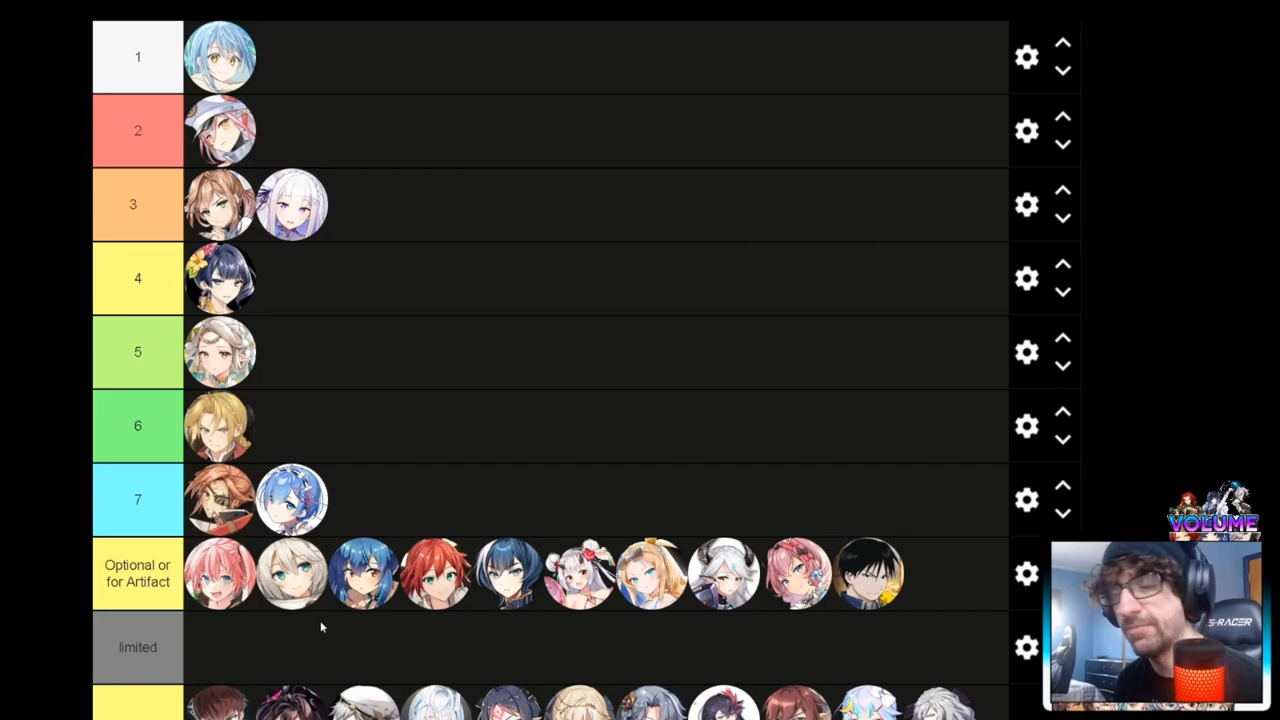 1
2
3
4
5
6
7
Optional or
for Artifact
limited
VOLUME
S-RACER